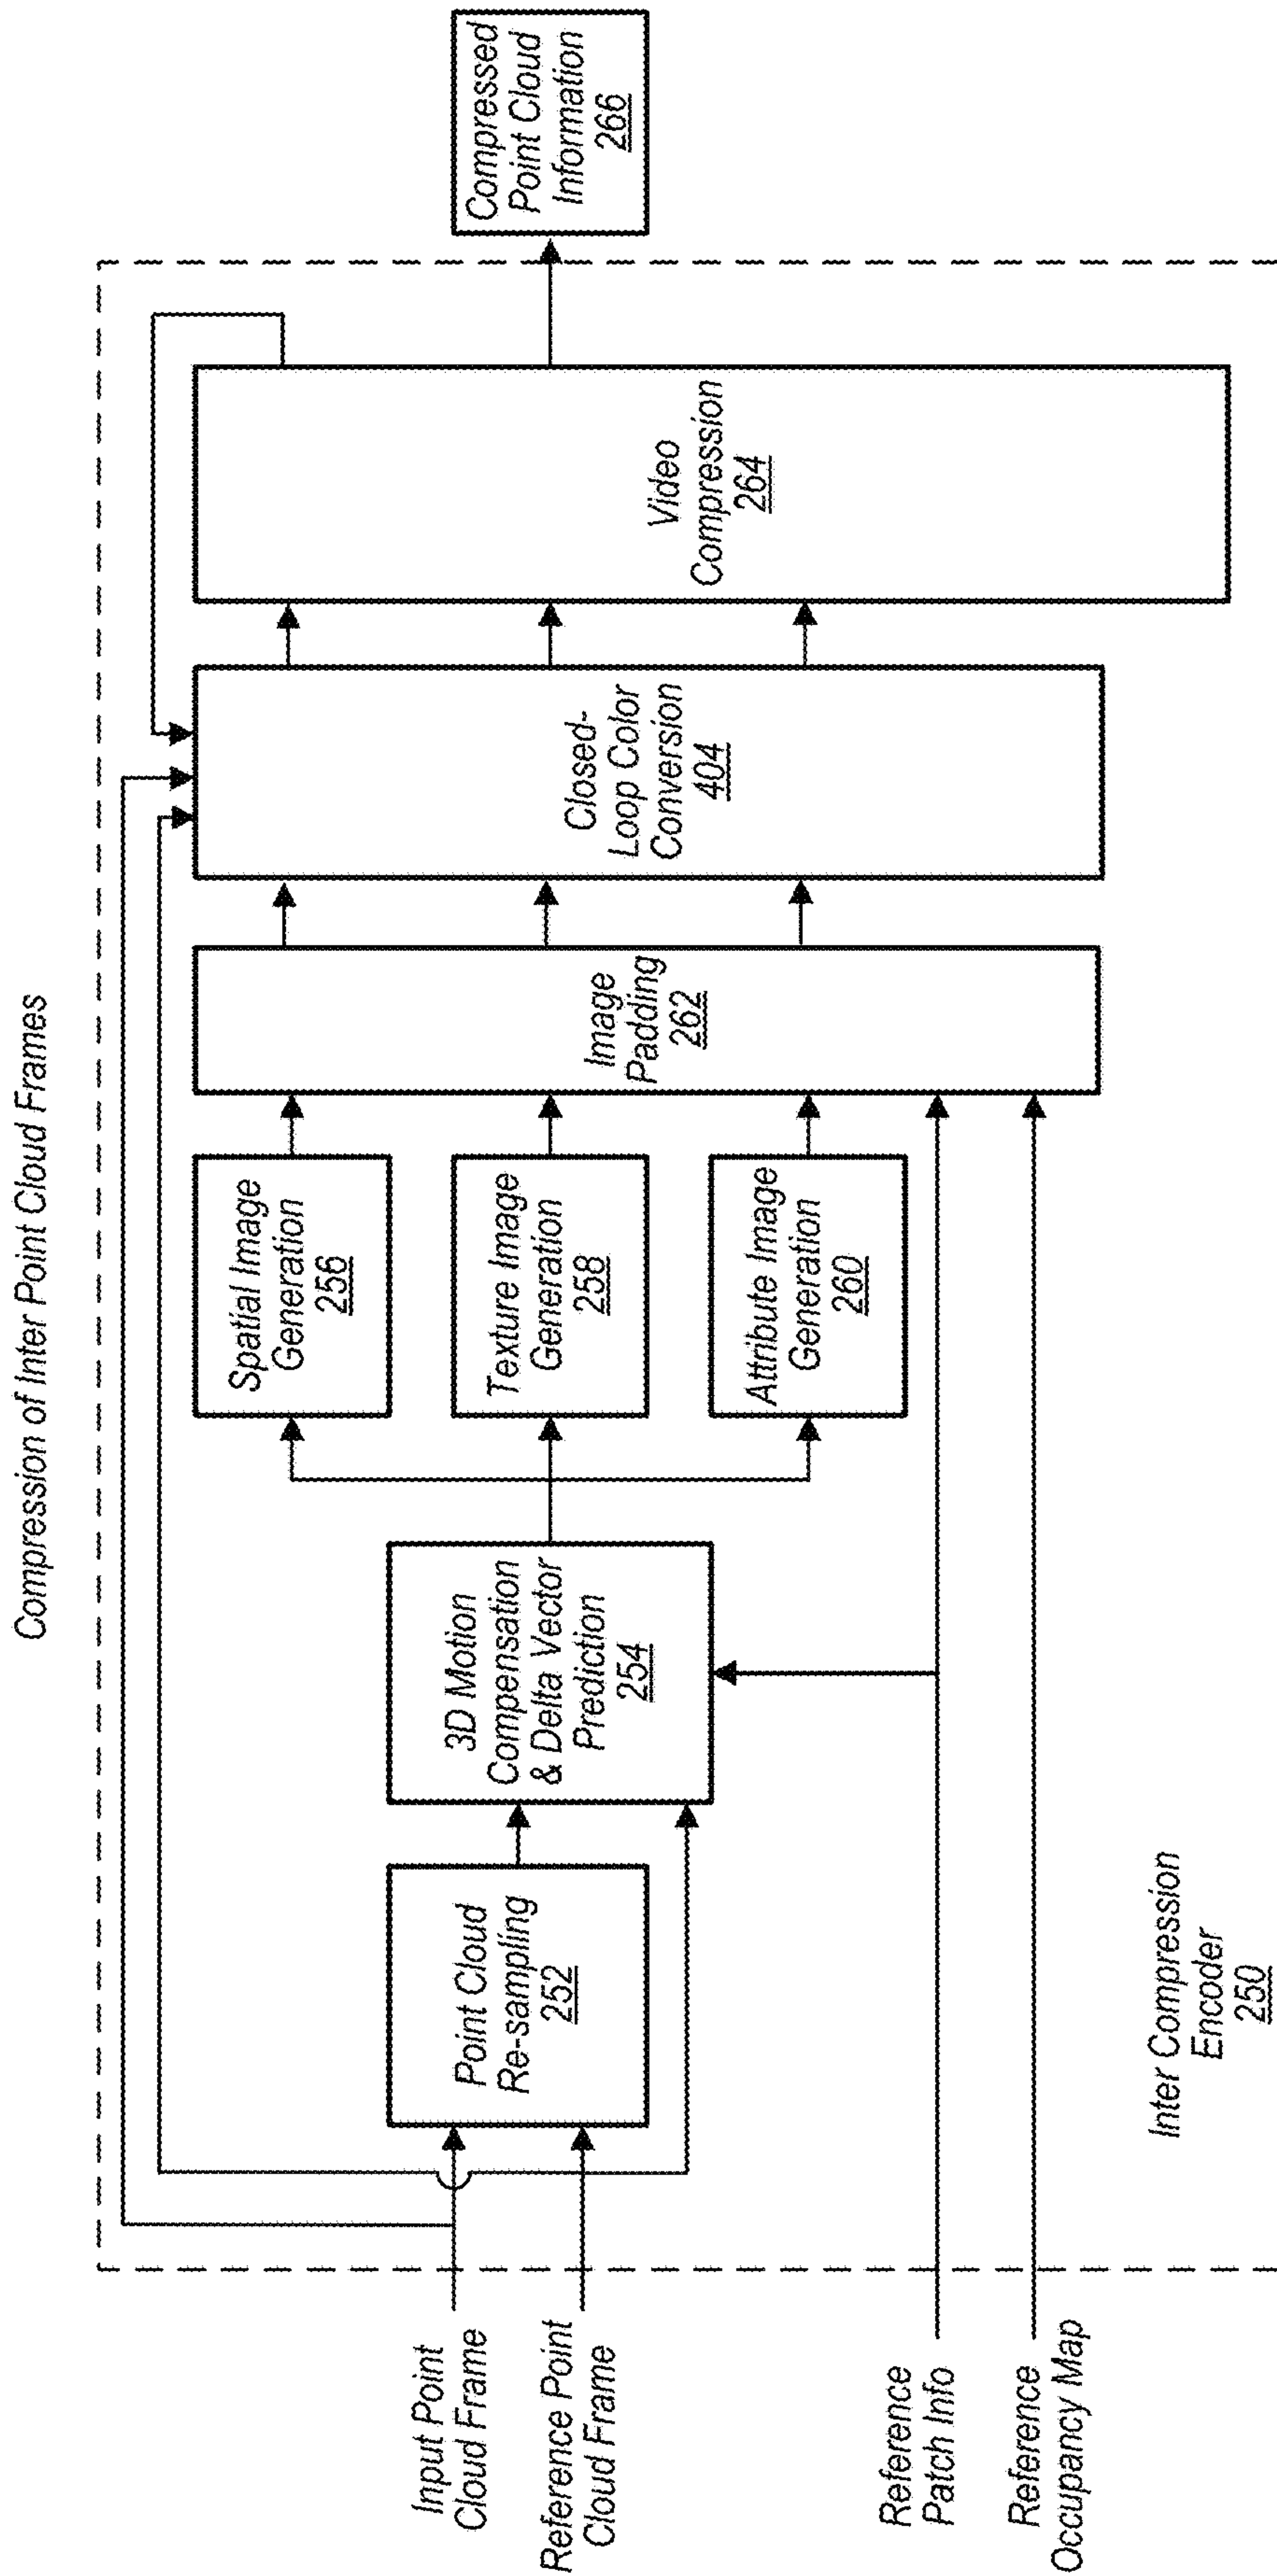 Compression of Inter Point Cloud Frames
Input Point
Cloud Frame
Reference Point
Cloud Frame
Reference
Patch Info
Reference
Occupancy Map
Point Cloud
Re-sampling
252
3D Motion
Compensation
& Delta Vector
Prediction
254
Spatial Image
Generation
256
Texture Image
Generation
258
Attribute Image
Generation
260
Image
Padding
262
Closed-
Loop Color
Conversion
404
Video
Compression
264
Compressed
Point Cloud
Information
266
Inter Compression
Encoder
250